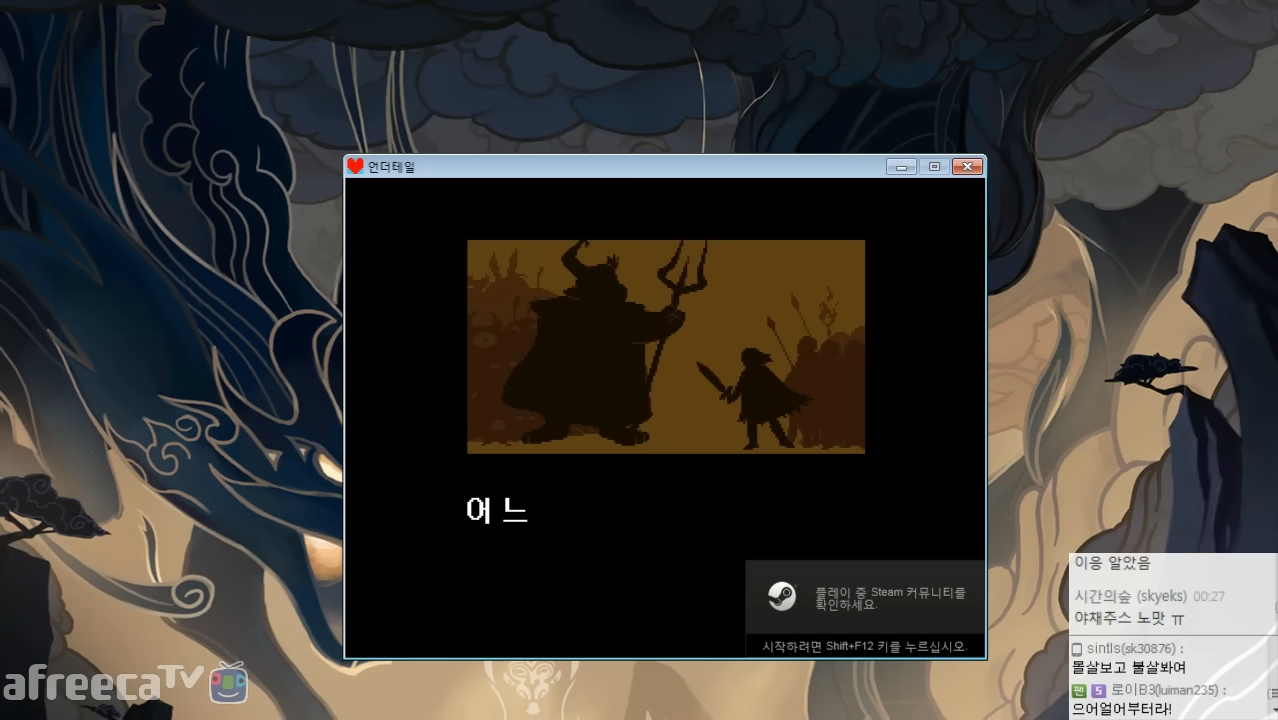 언더테일
어 느
플레이 중 Steam 커뮤니티를
확인하세요.
시작하려면 Shift+F12 키를 누르십시오.
이응 알았음
시간의숲 (skyeks) 00:27
야채주스 노맛 ㅠ
sintls(sk30876) :
몰살보고 불살봐여
팬 5 로이B3(luiman235) :
으어얼어부터라!
afreecaTV